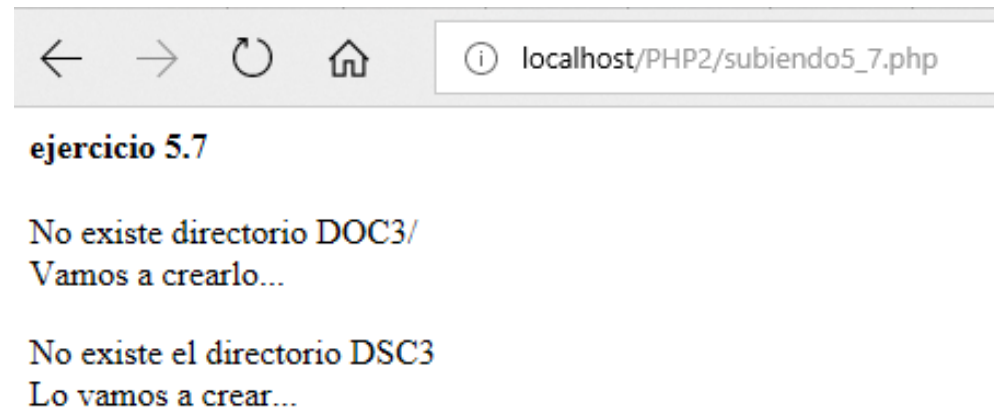 localhost/PHP2/subiendo5_7.php
ejercicio 5.7
No existe directorio DOC3/
Vamos a crearlo...
No existe el directorio DSC3
Lo vamos a crear...